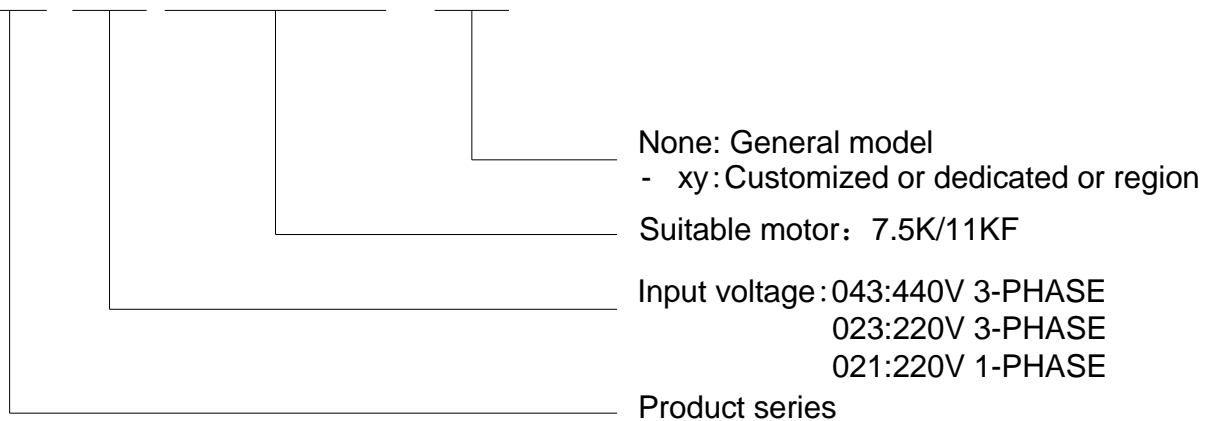 None: General model
- xy:Customized or dedicated or region
Suitable motor：7.5K/11KF
Input voltage:043:440V 3-PHASE
023:220V 3-PHASE
021:220V 1-PHASE
Product series